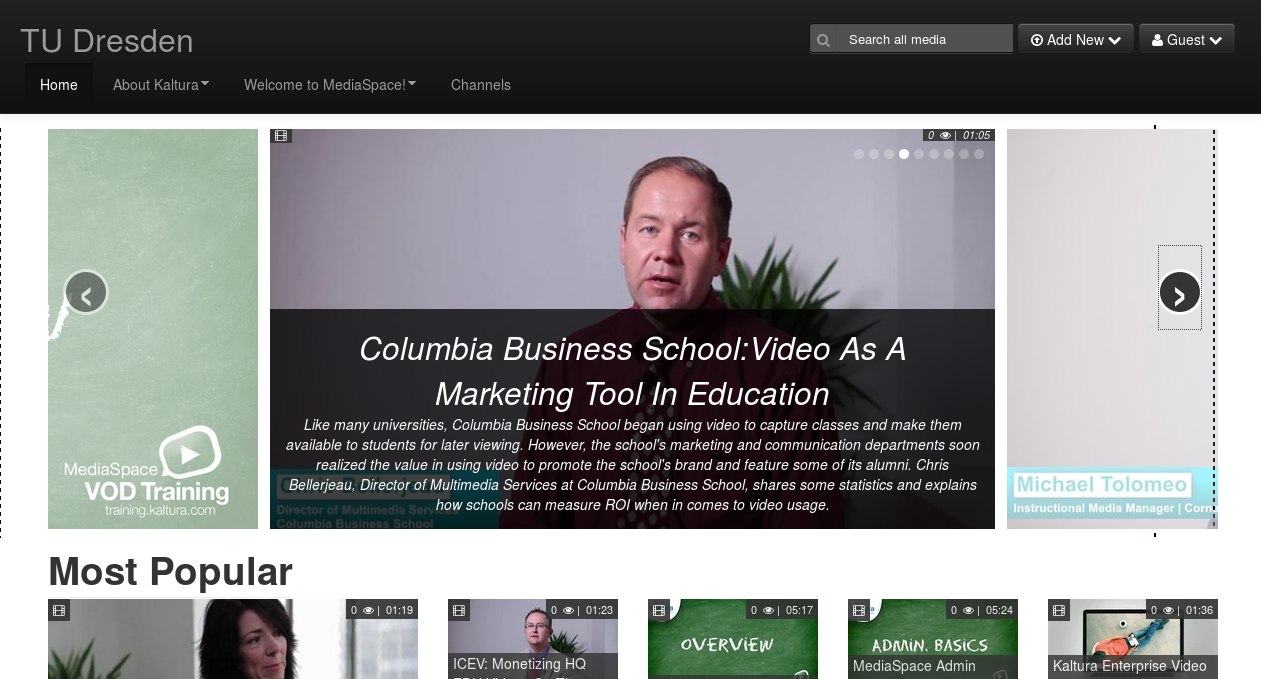 TU Dresden
Search all media
Add New
Guest
Home
About Kaltura
Welcome to MediaSpace!
Channels
0 | 01:05
MediaSpace
VOD Training
training.kaltura.com
Columbia Business School:Video As A
Marketing Tool In Education
Like many universities, Columbia Business School began using video to capture classes and make them
available to students for later viewing. However, the school's marketing and communication departments soon
realized the value in using video to promote the school's brand and feature some of its alumni. Chris
Bellerjeau, Director of Multimedia Services at Columbia Business School, shares some statistics and explains
how schools can measure ROI when in comes to video usage.
Director of Multimedia Services
Columbia Business School
Michael Tolomeo
Instructional Media Manager |
Most Popular
0 | 01:19
0 | 01:23
ICEV: Monetizing HQ
0 | 05:17
OVERVIEW
0 | 05:24
ADMIN. BASICS
MediaSpace Admin
0 | 01:36
Kaltura Enterprise Video